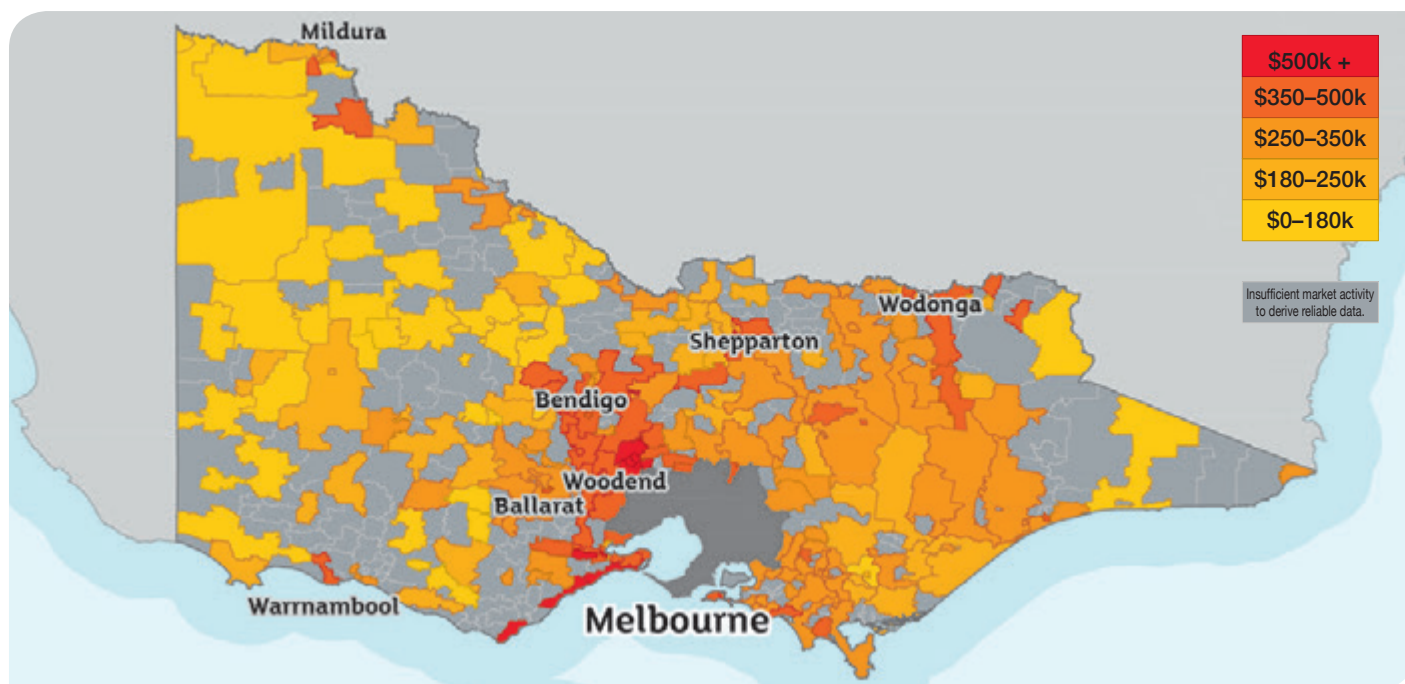 Mildura
$500k +
$350–500k
$250–350k
$180–250k
$0–180k
Insufficient market activity
to derive reliable data.
Wodonga
Shepparton
Bendigo
Woodend
Ballarat
Warrnambool
Melbourne